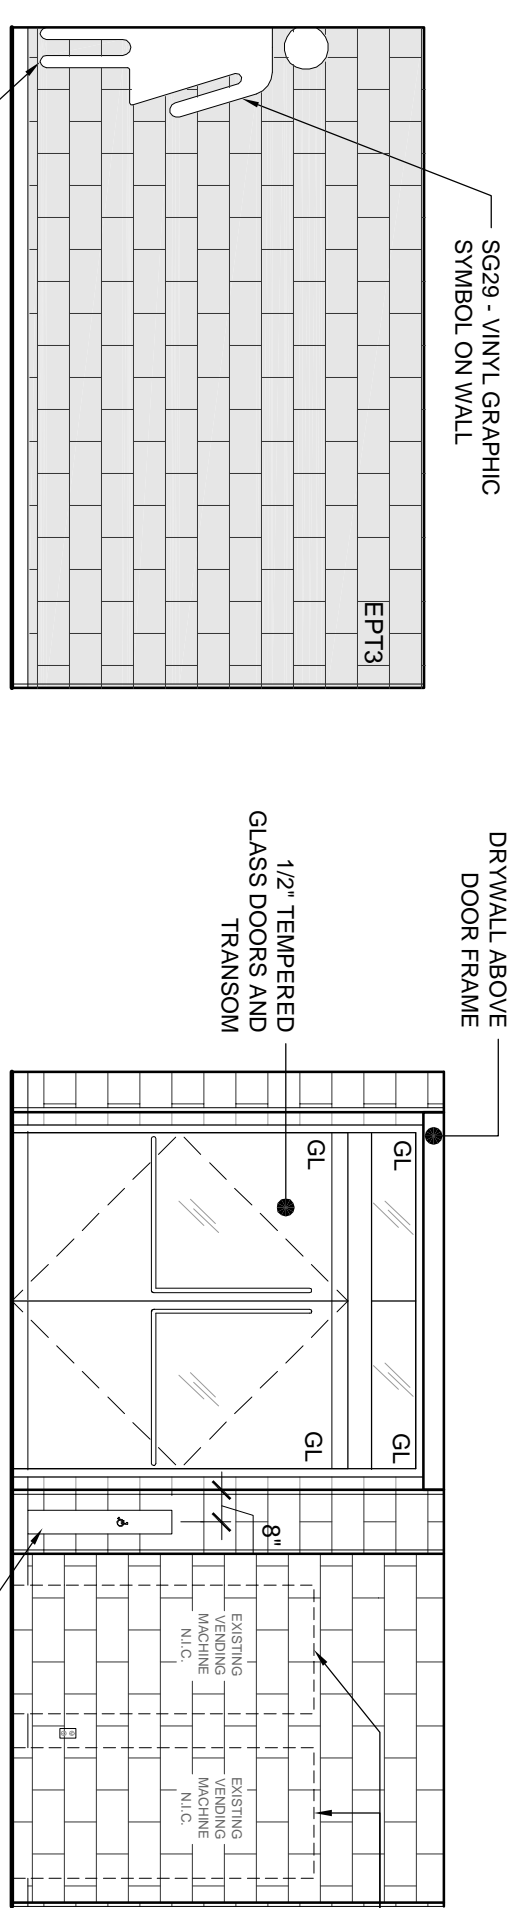 SG29 - VINYL GRAPHIC
SYMBOL ON WALL
EPT3
DRYWALL ABOVE
DOOR FRAME
1/2" TEMPERED
GLASS DOORS AND
TRANSOM
GL
GL
GL
GL
8"
EXISTING
VENDING
MACHINE
N.I.C.
EXISTING
VENDING
MACHINE
N.I.C.